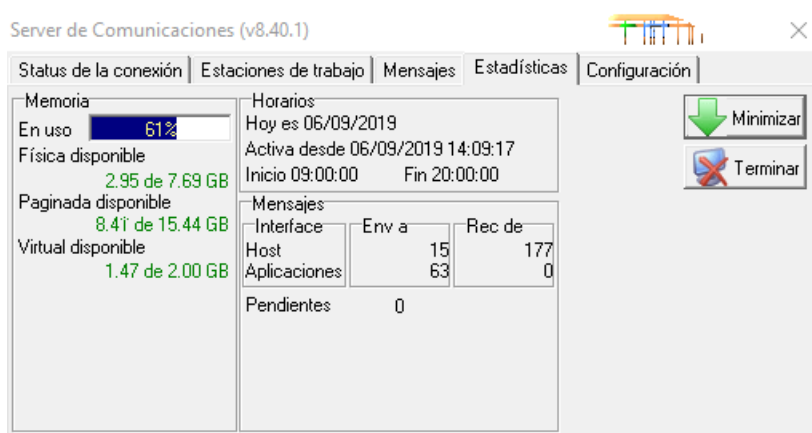 Server de Comunicaciones (v8.40.1)
Status de la conexión Estaciones de trabajo Mensajes Estadísticas Configuración
Memoria
En uso 61%
Física disponible
2.95 de 7.69 GB
Paginada disponible
de 15.44 GB
Virtual disponible
1.47 de 2.00 GB
Horarios
Hoy es 06/09/2019
Activa desde 06/09/2019 14:09:17
Inicio 09:00:00 Fin 20:00:00
Mensajes
Interface Env a Rec de
Host 15 177
Aplicaciones 63 0
Pendientes 0
Minimizar
Terminar